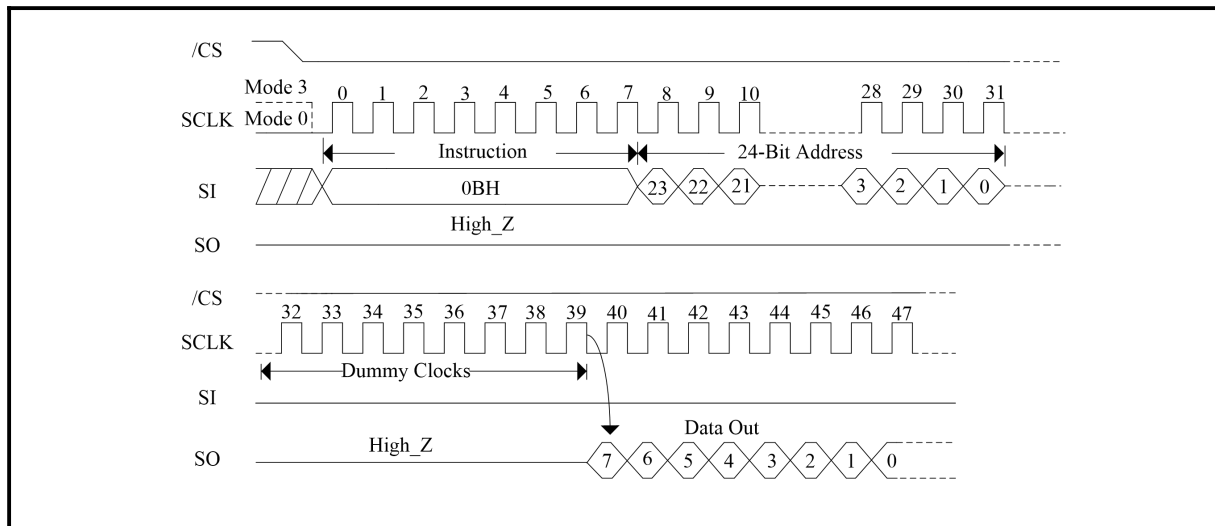 /CS
Mode 3
0 1 2 3 4 5 6 7 8 9 10 28 29 30 31
SCLK Mode 0
Instruction 24-Bit Address
SI 0BH 23 22 21 3 2 1 0
High_Z
SO
/CS
32 33 34 35 36 37 38 39 40 41 42 43 44 45 46 47
SCLK
Dummy Clocks
SI
High_Z Data Out
SO 7 6 5 4 3 2 1 0